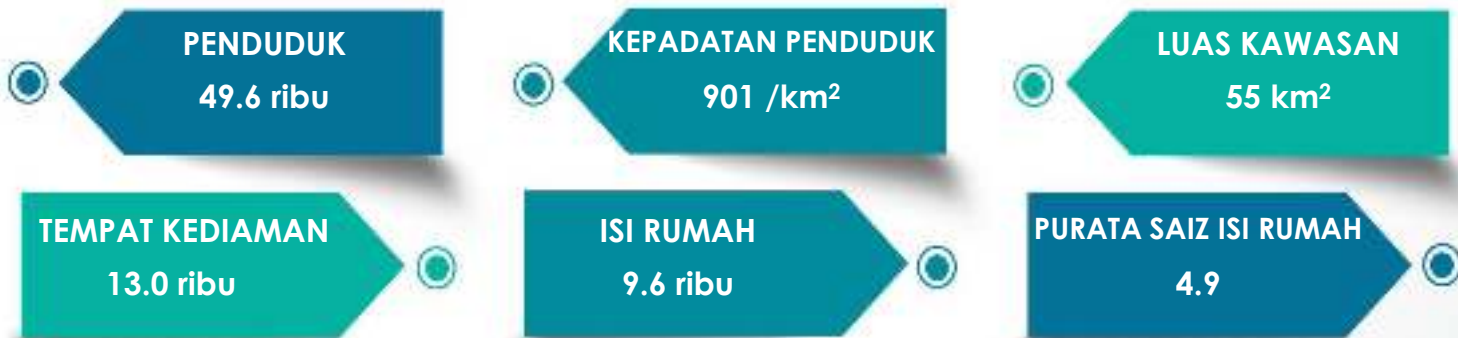 PENDUDUK
49.6 ribu
KEPADATAN PENDUDUK
901 /km²
LUAS KAWASAN
55 km²
TEMPAT KEDIAMAN
13.0 ribu
ISI RUMAH
9.6 ribu
PURATA SAIZ ISI RUMAH
4.9